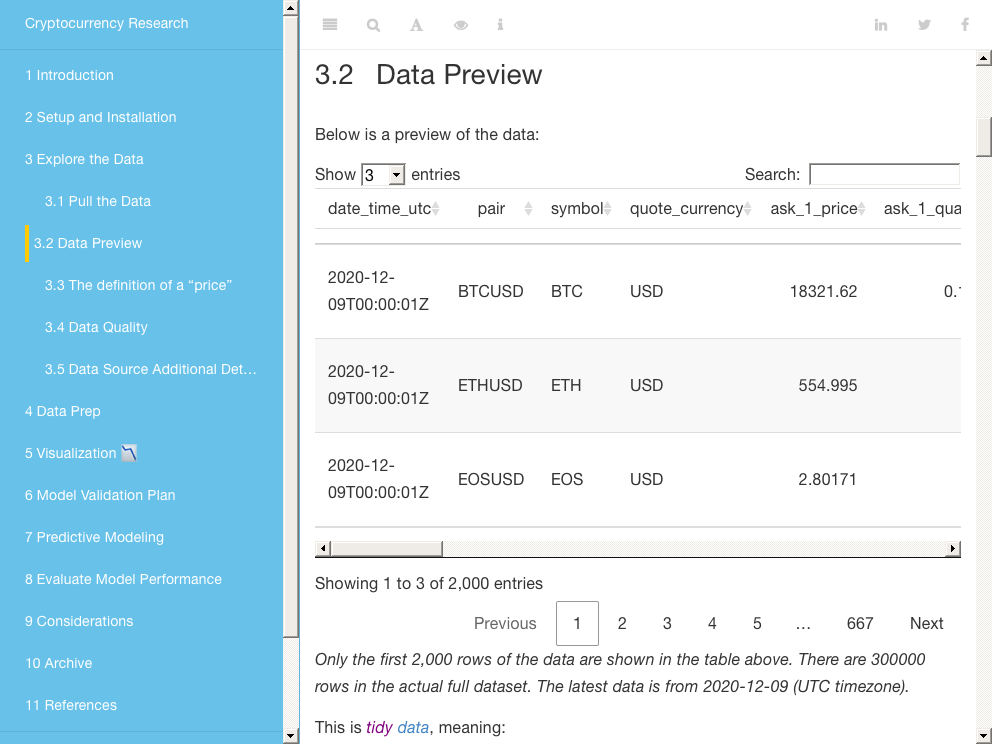 Cryptocurrency Research
1 Introduction
2 Setup and Installation
3 Explore the Data
3.1 Pull the Data
3.2 Data Preview
3.3 The definition of a “price”
3.4 Data Quality
3.5 Data Source Additional Det…
4 Data Prep
5 Visualization
6 Model Validation Plan
7 Predictive Modeling
8 Evaluate Model Performance
9 Considerations
10 Archive
11 References
3.2 Data Preview
Below is a preview of the data:
Show 3 entries Search:
date_time_utc pair symbol quote_currency ask_1_price ask_1_qua
2020-12-
09T00:00:01Z BTCUSD BTC USD 18321.62 0.1
2020-12-
09T00:00:01Z ETHUSD ETH USD 554.995
2020-12-
09T00:00:01Z EOSUSD EOS USD 2.80171
Showing 1 to 3 of 2,000 entries
Previous 1 2 3 4 5 … 667 Next
Only the first 2,000 rows of the data are shown in the table above. There are 300000
rows in the actual full dataset. The latest data is from 2020-12-09 (UTC timezone).
This is tidy data, meaning: